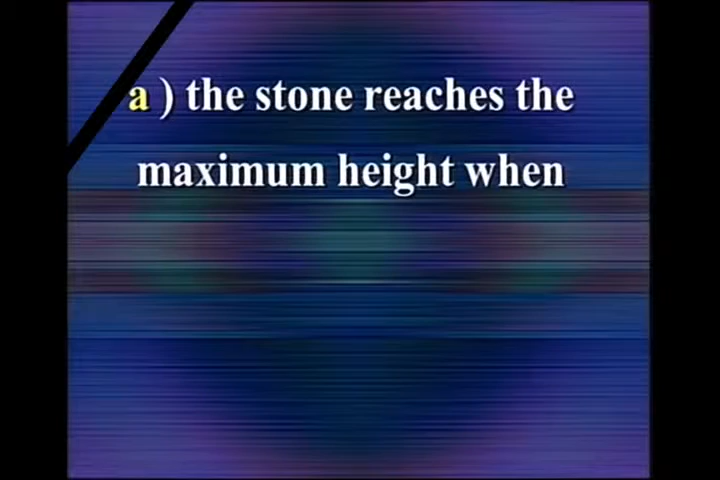 a ) the stone reaches the
maximum height when